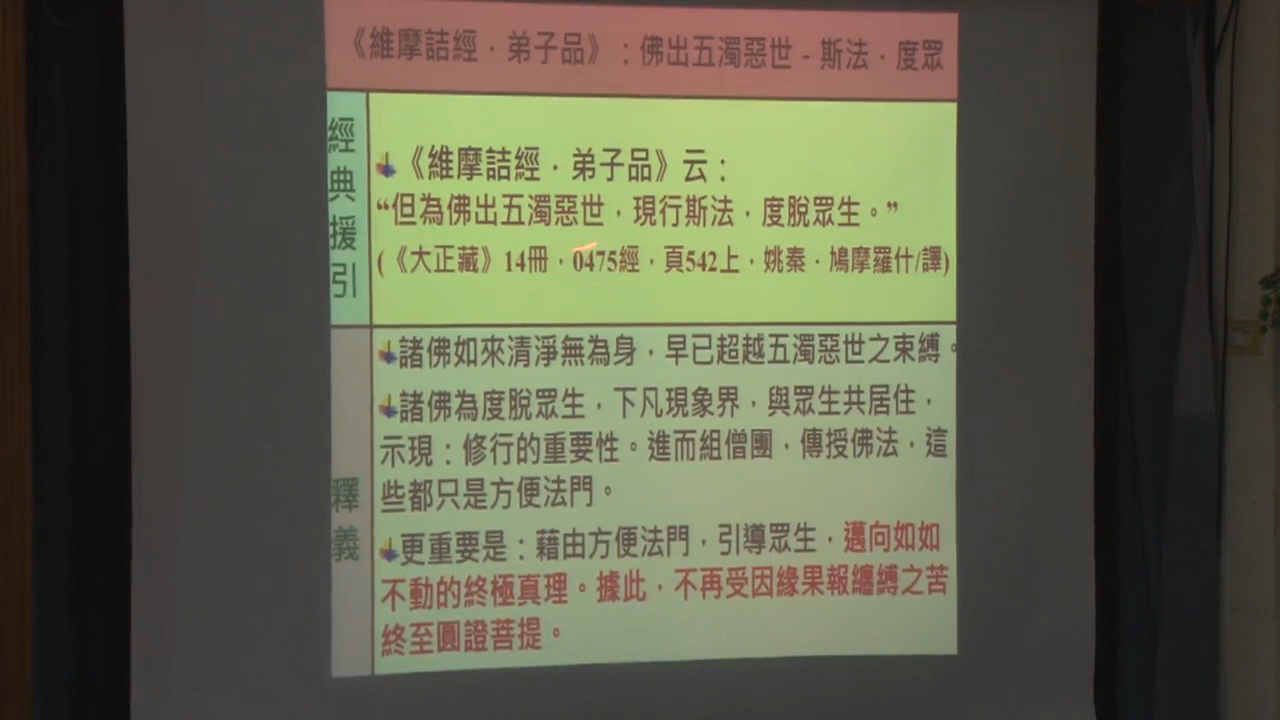 《維摩詰經．弟子品》：佛出五濁惡世－斯法．度眾
經典援引
《維摩詰經．弟子品》云：
“但為佛出五濁惡世，現行斯法，度脫眾生。”
(《大正藏》14冊，0475經，頁542上，姚秦．鳩摩羅什/譯)
釋義
諸佛如來清淨無為身，早已超越五濁惡世之束縛。
諸佛為度脫眾生，下凡現象界，與眾生共居住，
示現：修行的重要性。進而組僧團，傳授佛法，這
些都只是方便法門。
更重要是：藉由方便法門，引導眾生，邁向如如
不動的終極真理。據此，不再受因緣果報纏縛之苦
終至圓證菩提。